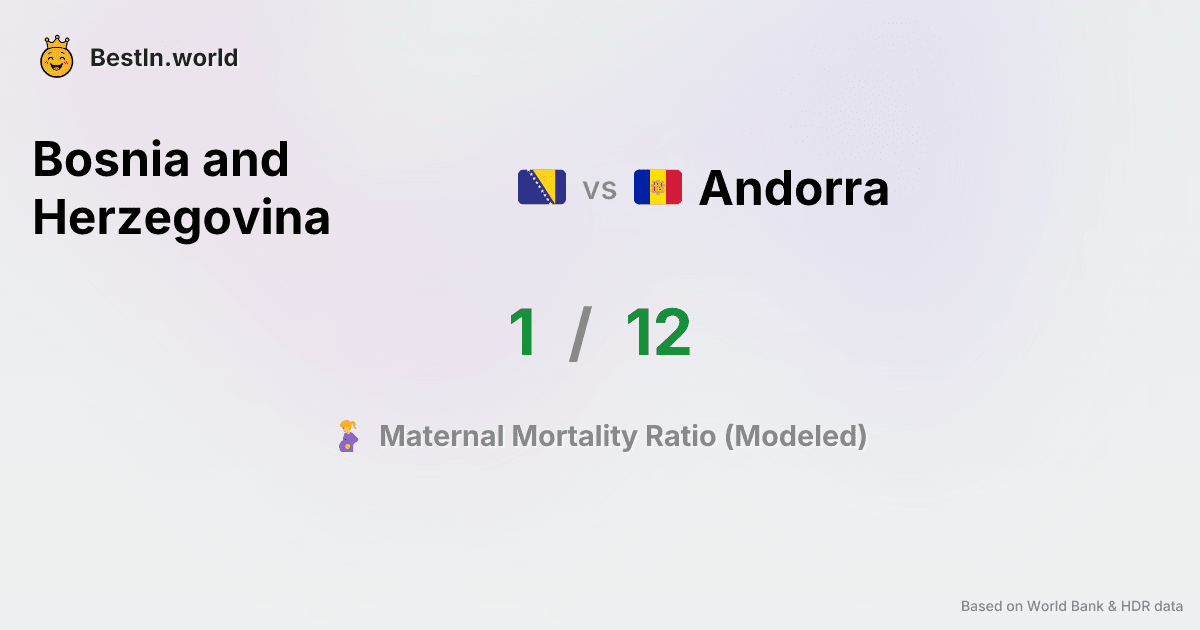 BestIn.world
Bosnia and
Herzegovina
vs
Andorra
1 / 12
Maternal Mortality Ratio (Modeled)
Based on World Bank & HDR data